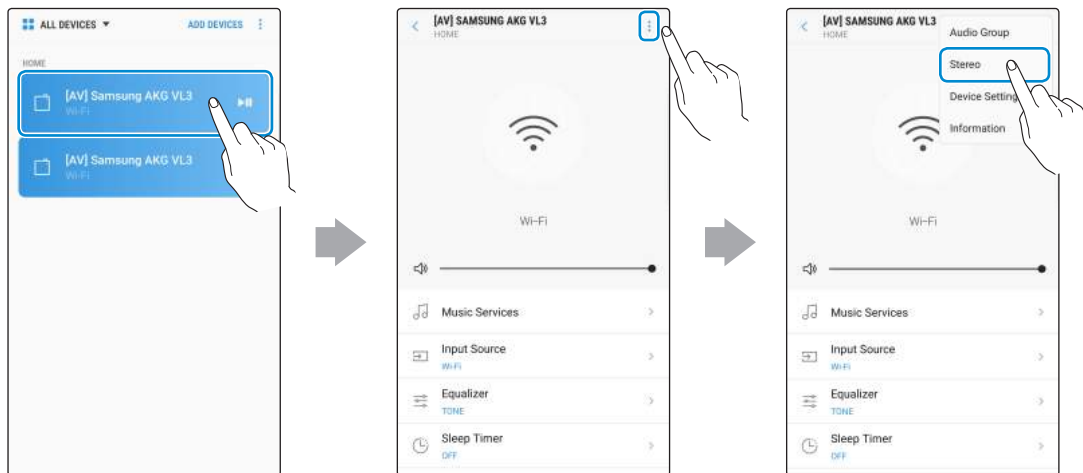 ALL DEVICES
ADD DEVICES
HOME
[AV] Samsung AKG VL3
Wi-Fi
[AV] Samsung AKG VL3
Wi-Fi
[AV] SAMSUNG AKG VL3
HOME
Wi-Fi
Music Services
Input Source
Wi-Fi
Equalizer
TONE
Sleep Timer
OFF
[AV] SAMSUNG AKG VL3
HOME
Audio Group
Stereo
Device Setting
Information
Wi-Fi
Music Services
Input Source
Wi-Fi
Equalizer
TONE
Sleep Timer
OFF